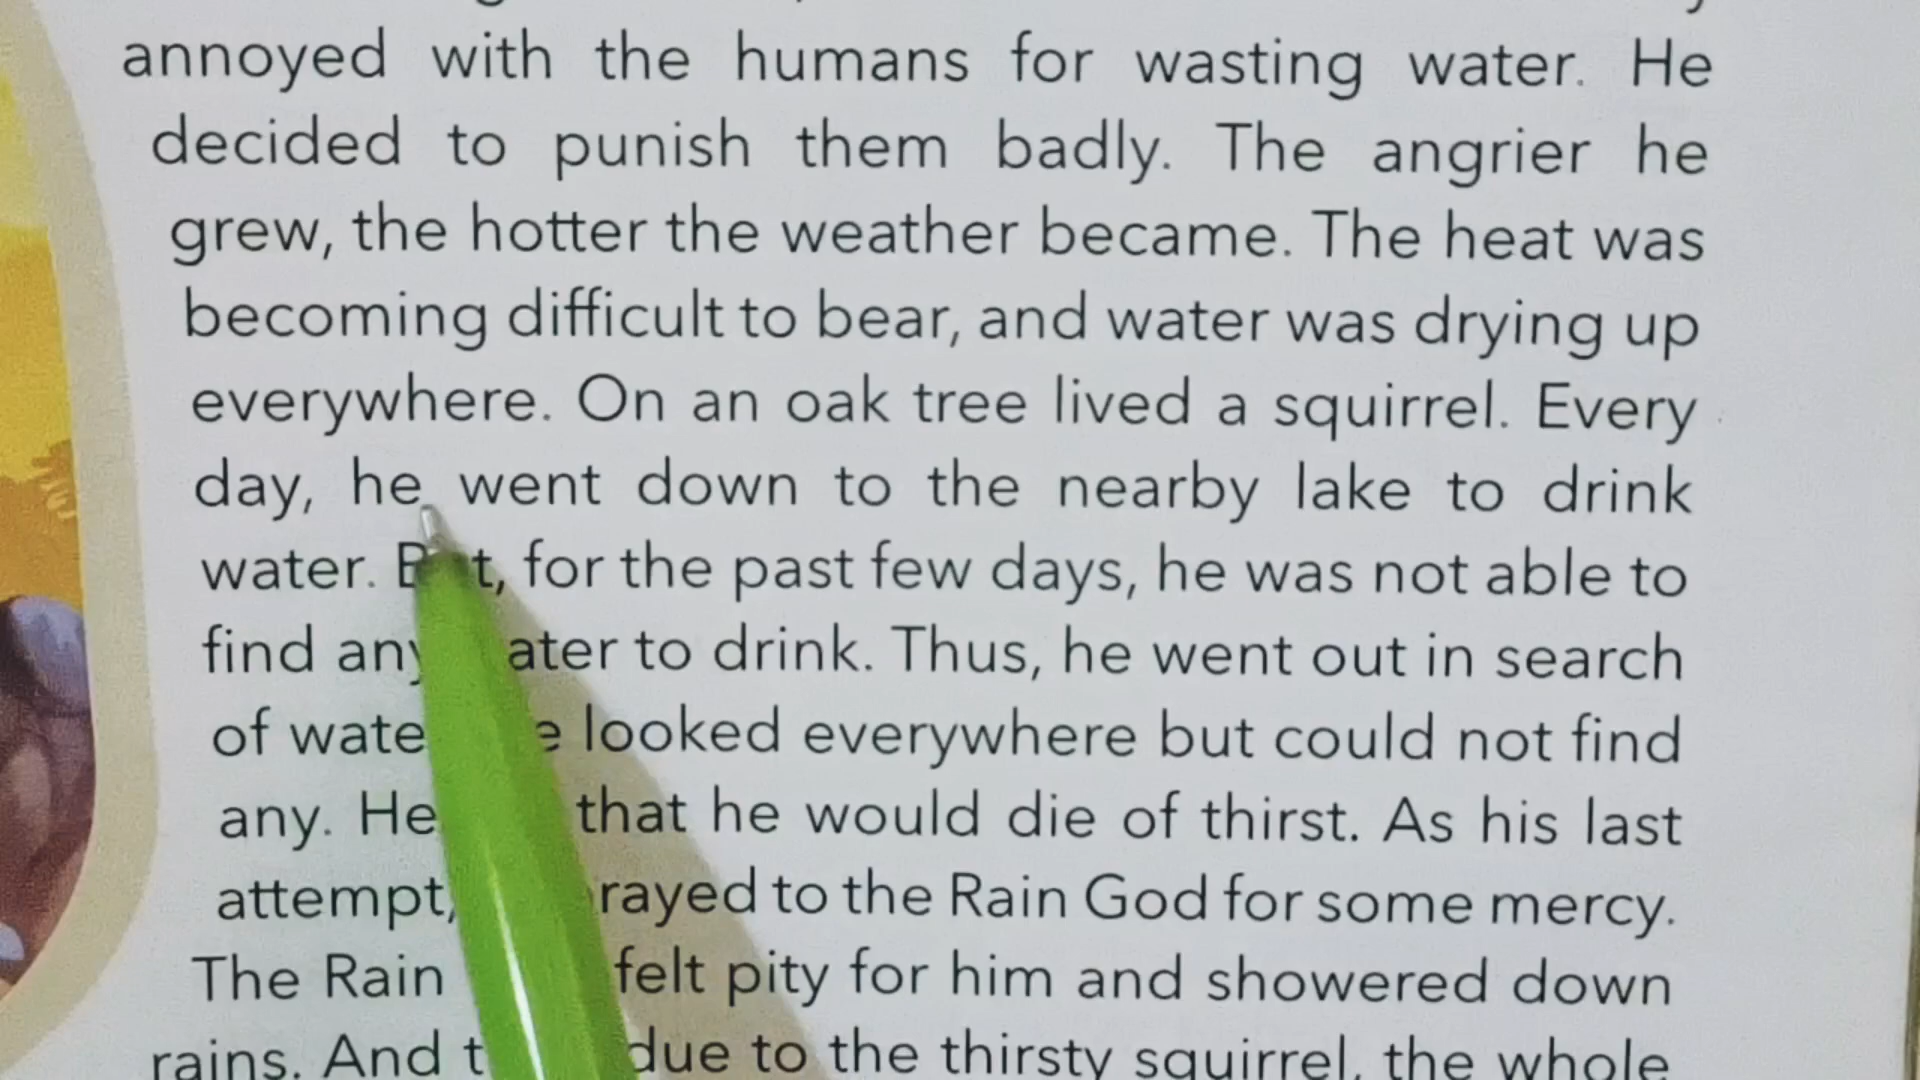 annoyed with the humans for wasting water. He
decided to punish them badly. The angrier he
grew, the hotter the weather became. The heat was
becoming difficult to bear, and water was drying up
everywhere. On an oak tree lived a squirrel. Every
day, he went down to the nearby lake to drink
water. for the past few days, he was not able to
find to drink. Thus, he went out in search
of looked everywhere but could not find
any. He that he would die of thirst. As his last
attempt, to the Rain God for some mercy.
The Rain felt pity for him and showered down
rains. And due to the thirsty squirrel, the whole